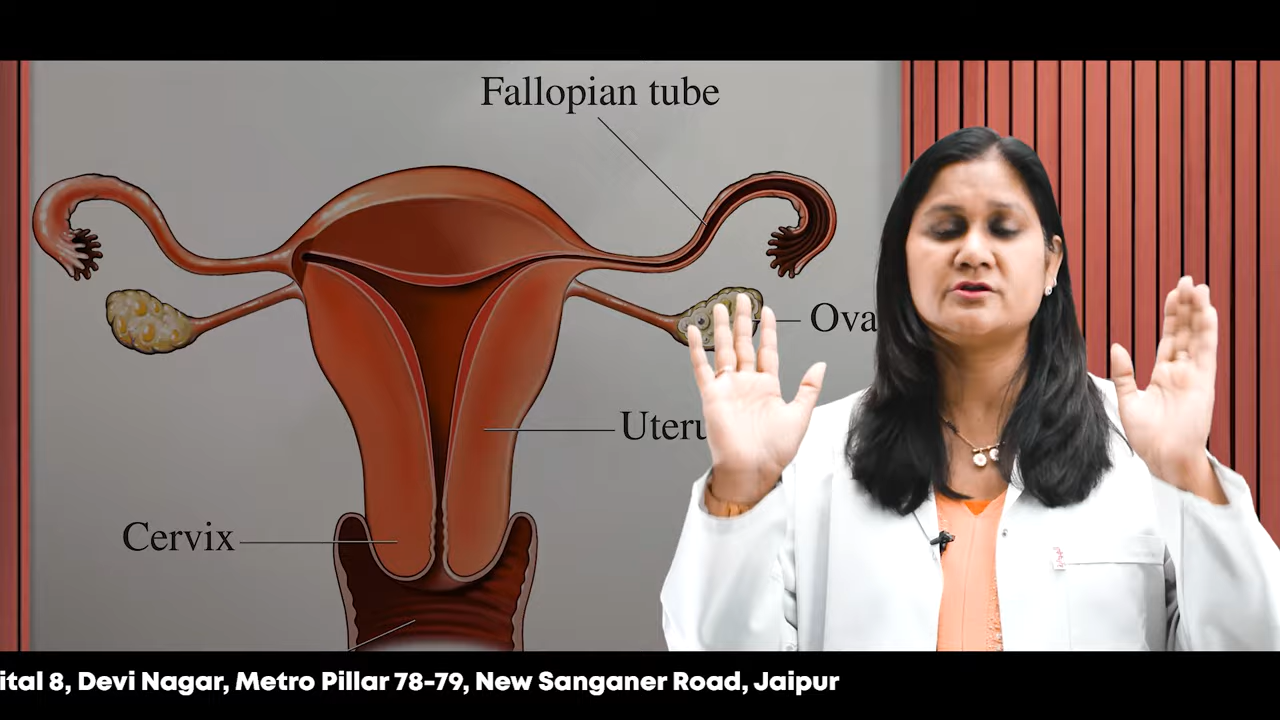 Fallopian tube
Ova
Uteru
Cervix
ital 8, Devi Nagar, Metro Pillar 78-79, New Sanganer Road, Jaipur